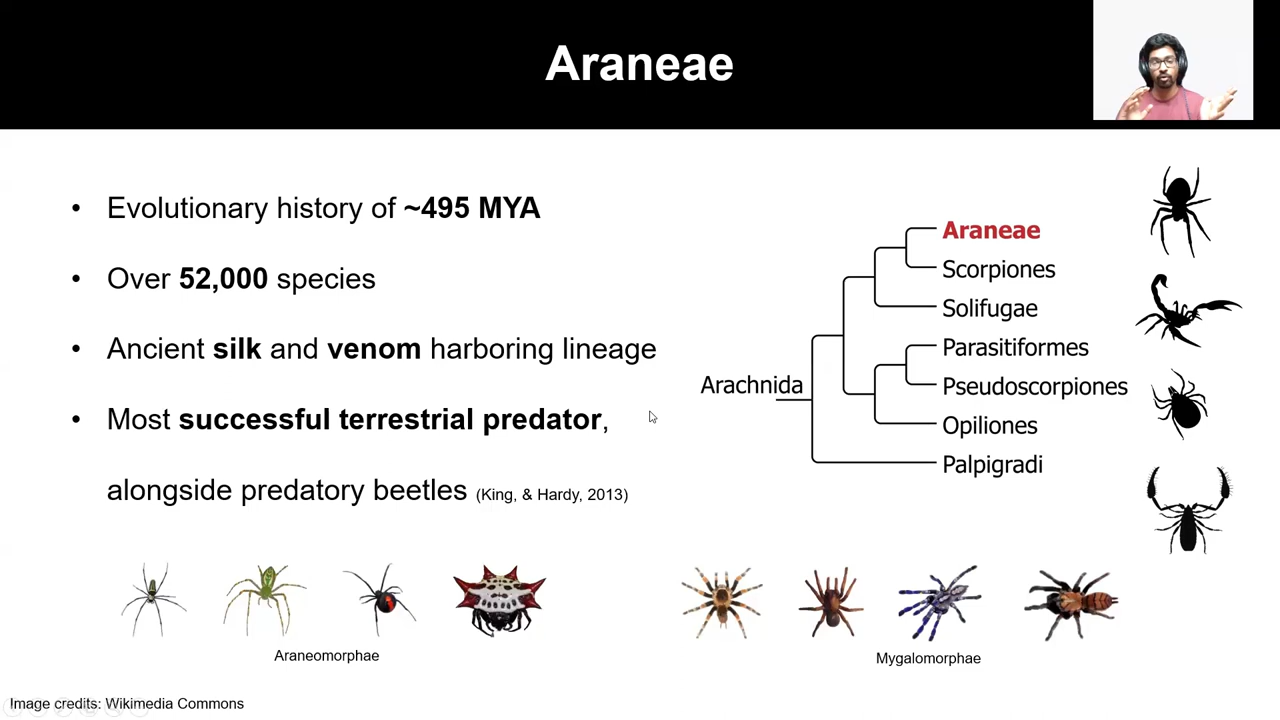 Araneae
• Evolutionary history of ~495 MYA
• Over 52,000 species
• Ancient silk and venom harboring lineage
• Most successful terrestrial predator,
alongside predatory beetles (King, & Hardy, 2013)
Arachnida
Araneae
Scorpiones
Solifugae
Parasitiformes
Pseudoscorpiones
Opiliones
Palpigradi
Araneomorphae
Mygalomorphae
Image credits: Wikimedia Commons